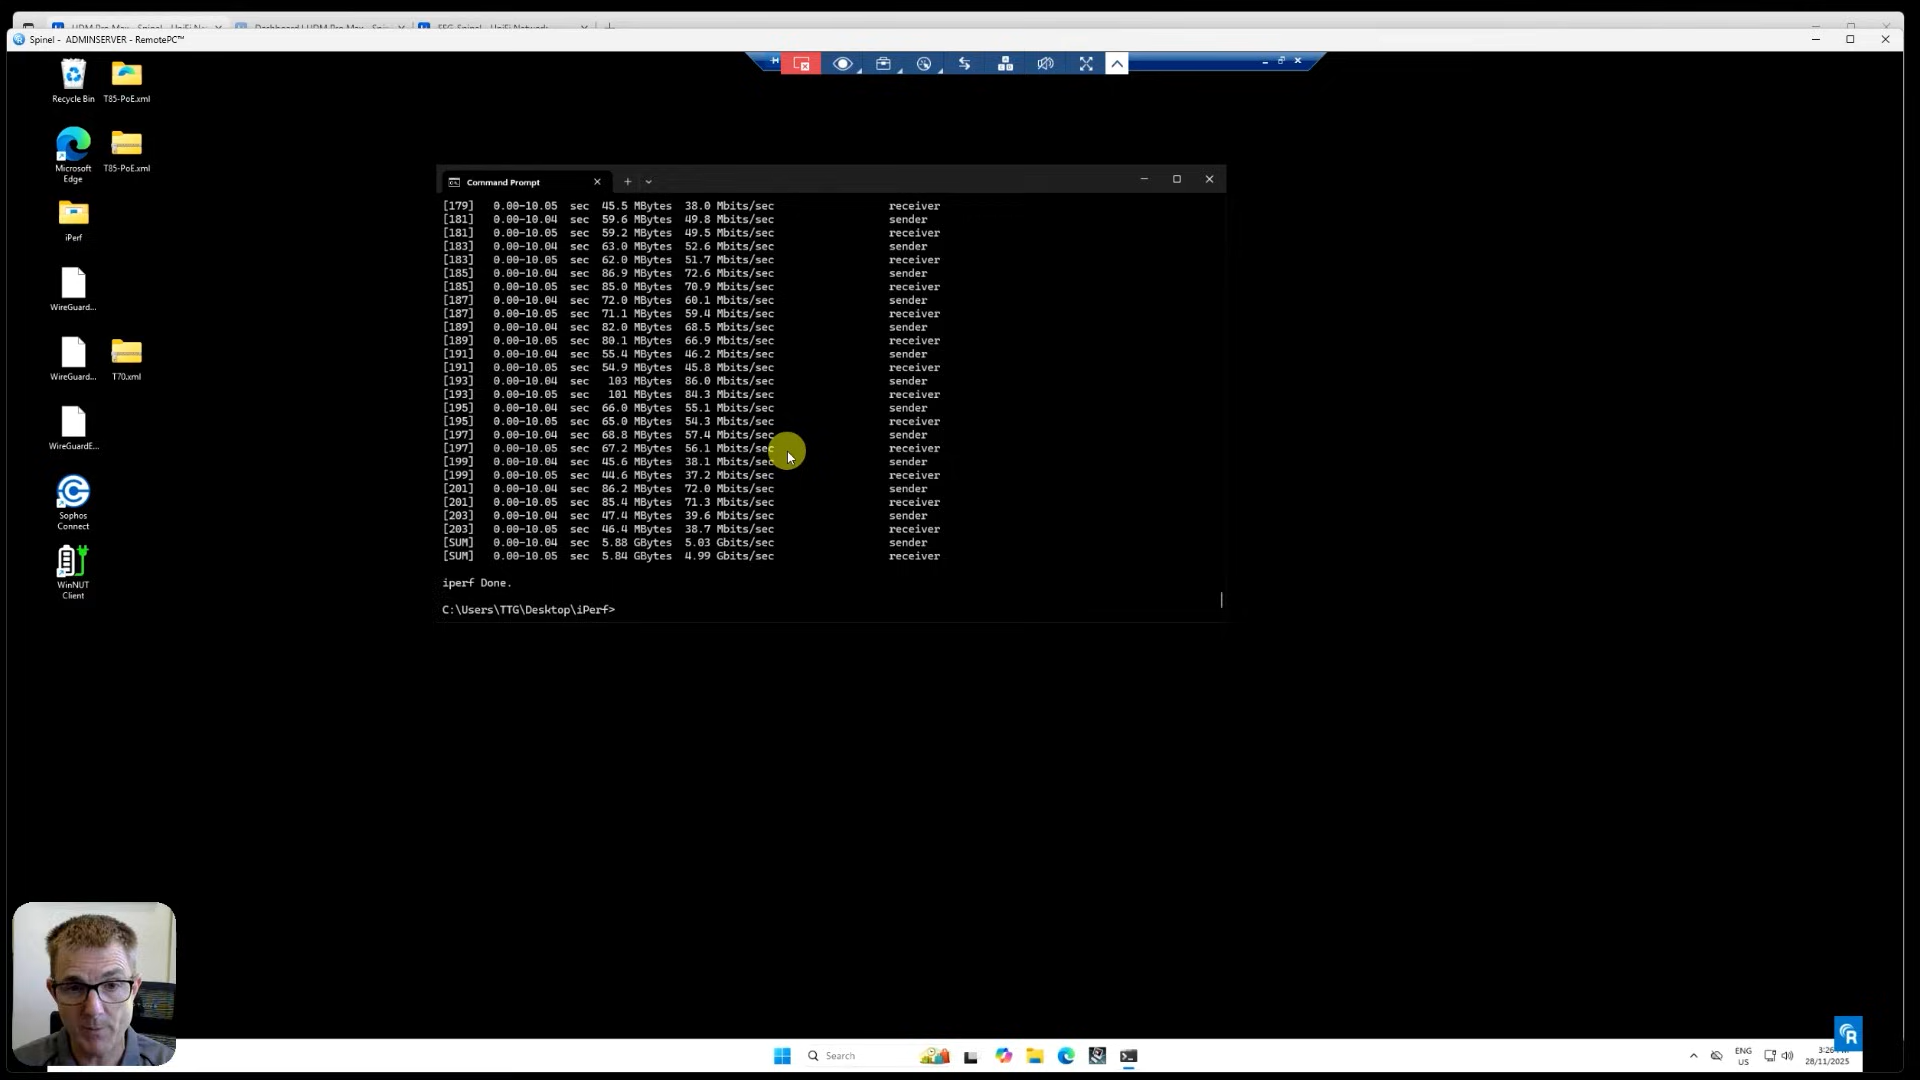 Spinel - ADMINSERVER - RemotePC™
Recycle Bin
T85-PoE.xml
Microsoft Edge
T85-PoE.xml
iPerf
WireGuard...
WireGuard...
T70.xml
WireGuardE...
Sophos Connect
WinNUT Client
Command Prompt
[179] 0.00-10.05 sec 45.5 MBytes 38.0 Mbits/sec receiver
[181] 0.00-10.04 sec 59.6 MBytes 49.8 Mbits/sec sender
[181] 0.00-10.05 sec 59.2 MBytes 49.5 Mbits/sec receiver
[183] 0.00-10.04 sec 63.0 MBytes 52.6 Mbits/sec sender
[183] 0.00-10.05 sec 62.0 MBytes 51.7 Mbits/sec receiver
[185] 0.00-10.04 sec 86.9 MBytes 72.6 Mbits/sec sender
[185] 0.00-10.05 sec 85.0 MBytes 70.9 Mbits/sec receiver
[187] 0.00-10.04 sec 72.0 MBytes 60.1 Mbits/sec sender
[187] 0.00-10.05 sec 71.1 MBytes 59.4 Mbits/sec receiver
[189] 0.00-10.04 sec 82.0 MBytes 68.5 Mbits/sec sender
[189] 0.00-10.05 sec 80.1 MBytes 66.9 Mbits/sec receiver
[191] 0.00-10.04 sec 55.4 MBytes 46.2 Mbits/sec sender
[191] 0.00-10.05 sec 54.9 MBytes 45.8 Mbits/sec receiver
[193] 0.00-10.04 sec 103 MBytes 86.0 Mbits/sec sender
[193] 0.00-10.05 sec 101 MBytes 84.3 Mbits/sec receiver
[195] 0.00-10.04 sec 66.0 MBytes 55.1 Mbits/sec sender
[195] 0.00-10.05 sec 65.0 MBytes 54.3 Mbits/sec receiver
[197] 0.00-10.04 sec 68.8 MBytes 57.4 Mbits/sec sender
[197] 0.00-10.05 sec 67.2 MBytes 56.1 Mbits/sec receiver
[199] 0.00-10.04 sec 45.6 MBytes 38.1 Mbits/sec sender
[199] 0.00-10.05 sec 44.6 MBytes 37.2 Mbits/sec receiver
[201] 0.00-10.04 sec 86.2 MBytes 72.0 Mbits/sec sender
[201] 0.00-10.05 sec 85.4 MBytes 71.3 Mbits/sec receiver
[203] 0.00-10.04 sec 47.4 MBytes 39.6 Mbits/sec sender
[203] 0.00-10.05 sec 46.4 MBytes 38.7 Mbits/sec receiver
[SUM] 0.00-10.04 sec 5.88 GBytes 5.03 Gbits/sec sender
[SUM] 0.00-10.05 sec 5.84 GBytes 4.99 Gbits/sec receiver
iperf Done.
C:\Users\TTG\Desktop\iPerf>
Search
ENG
US
28/11/2025